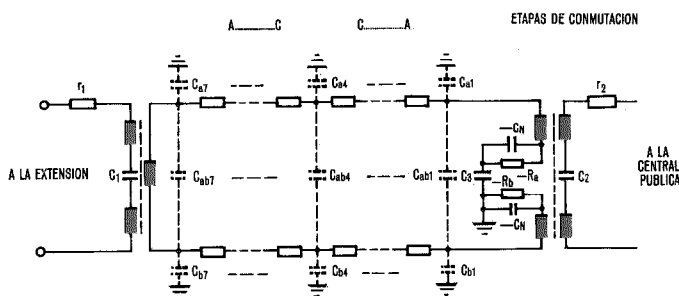 ETAPAS DE CONMUTACION
A C C A
r1 Ca7 Ca4 Ca1 r2
–CN
A LA EXTENSION C1 Cab7 Cab4 Cab1 C3 –Rb –Ra C2 A LA CENTRAL PUBLICA
–CN
Cb7 Cb4 Cb1